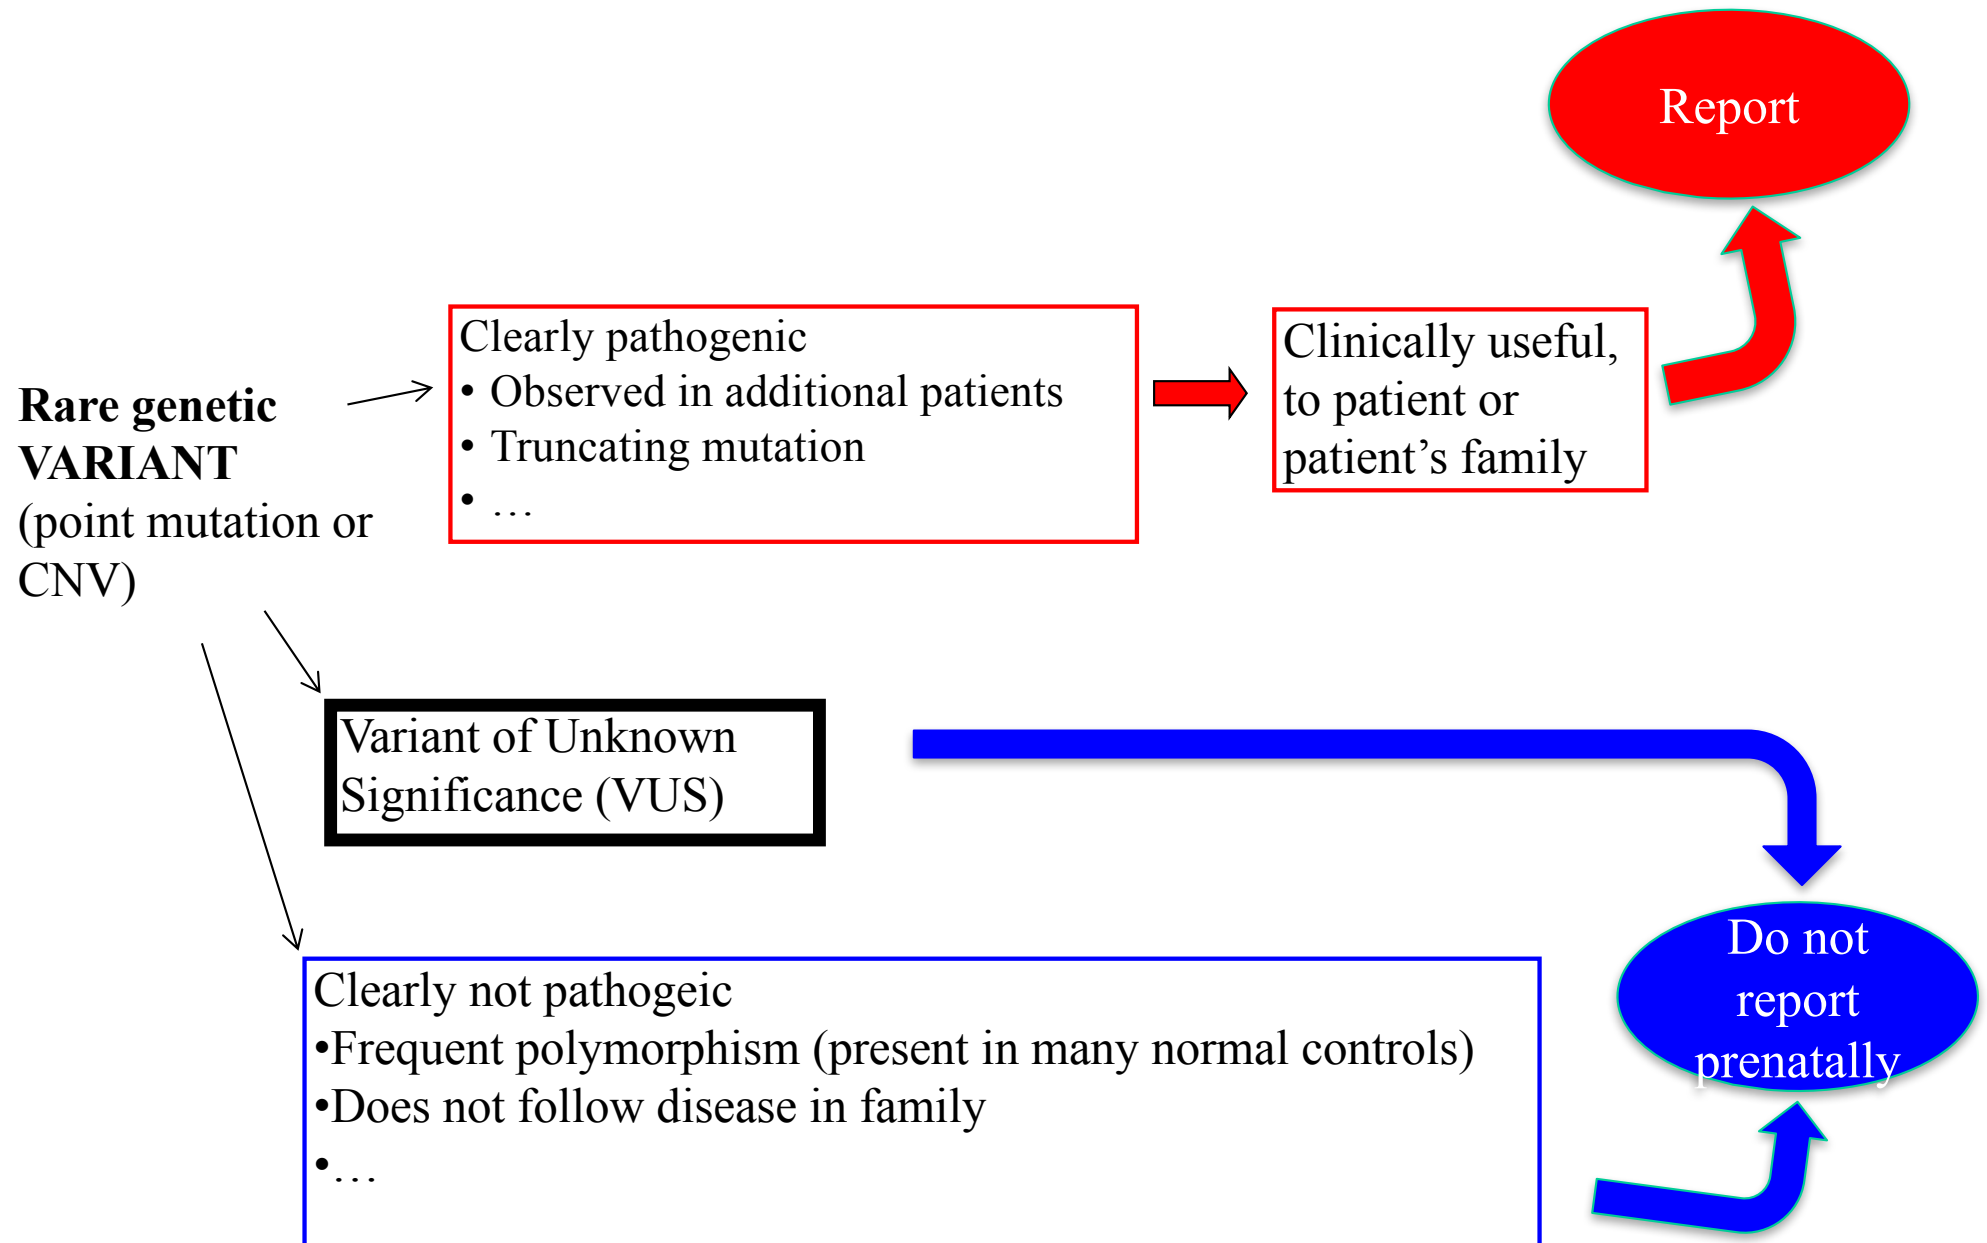 Report
Clearly pathogenic
• Observed in additional patients
• Truncating mutation
• …
Clinically useful,
to patient or
patient’s family
Rare genetic
VARIANT
(point mutation or
CNV)
Variant of Unknown
Significance (VUS)
Do not
report
prenatally
Clearly not pathogeic
•Frequent polymorphism (present in many normal controls)
•Does not follow disease in family
•…